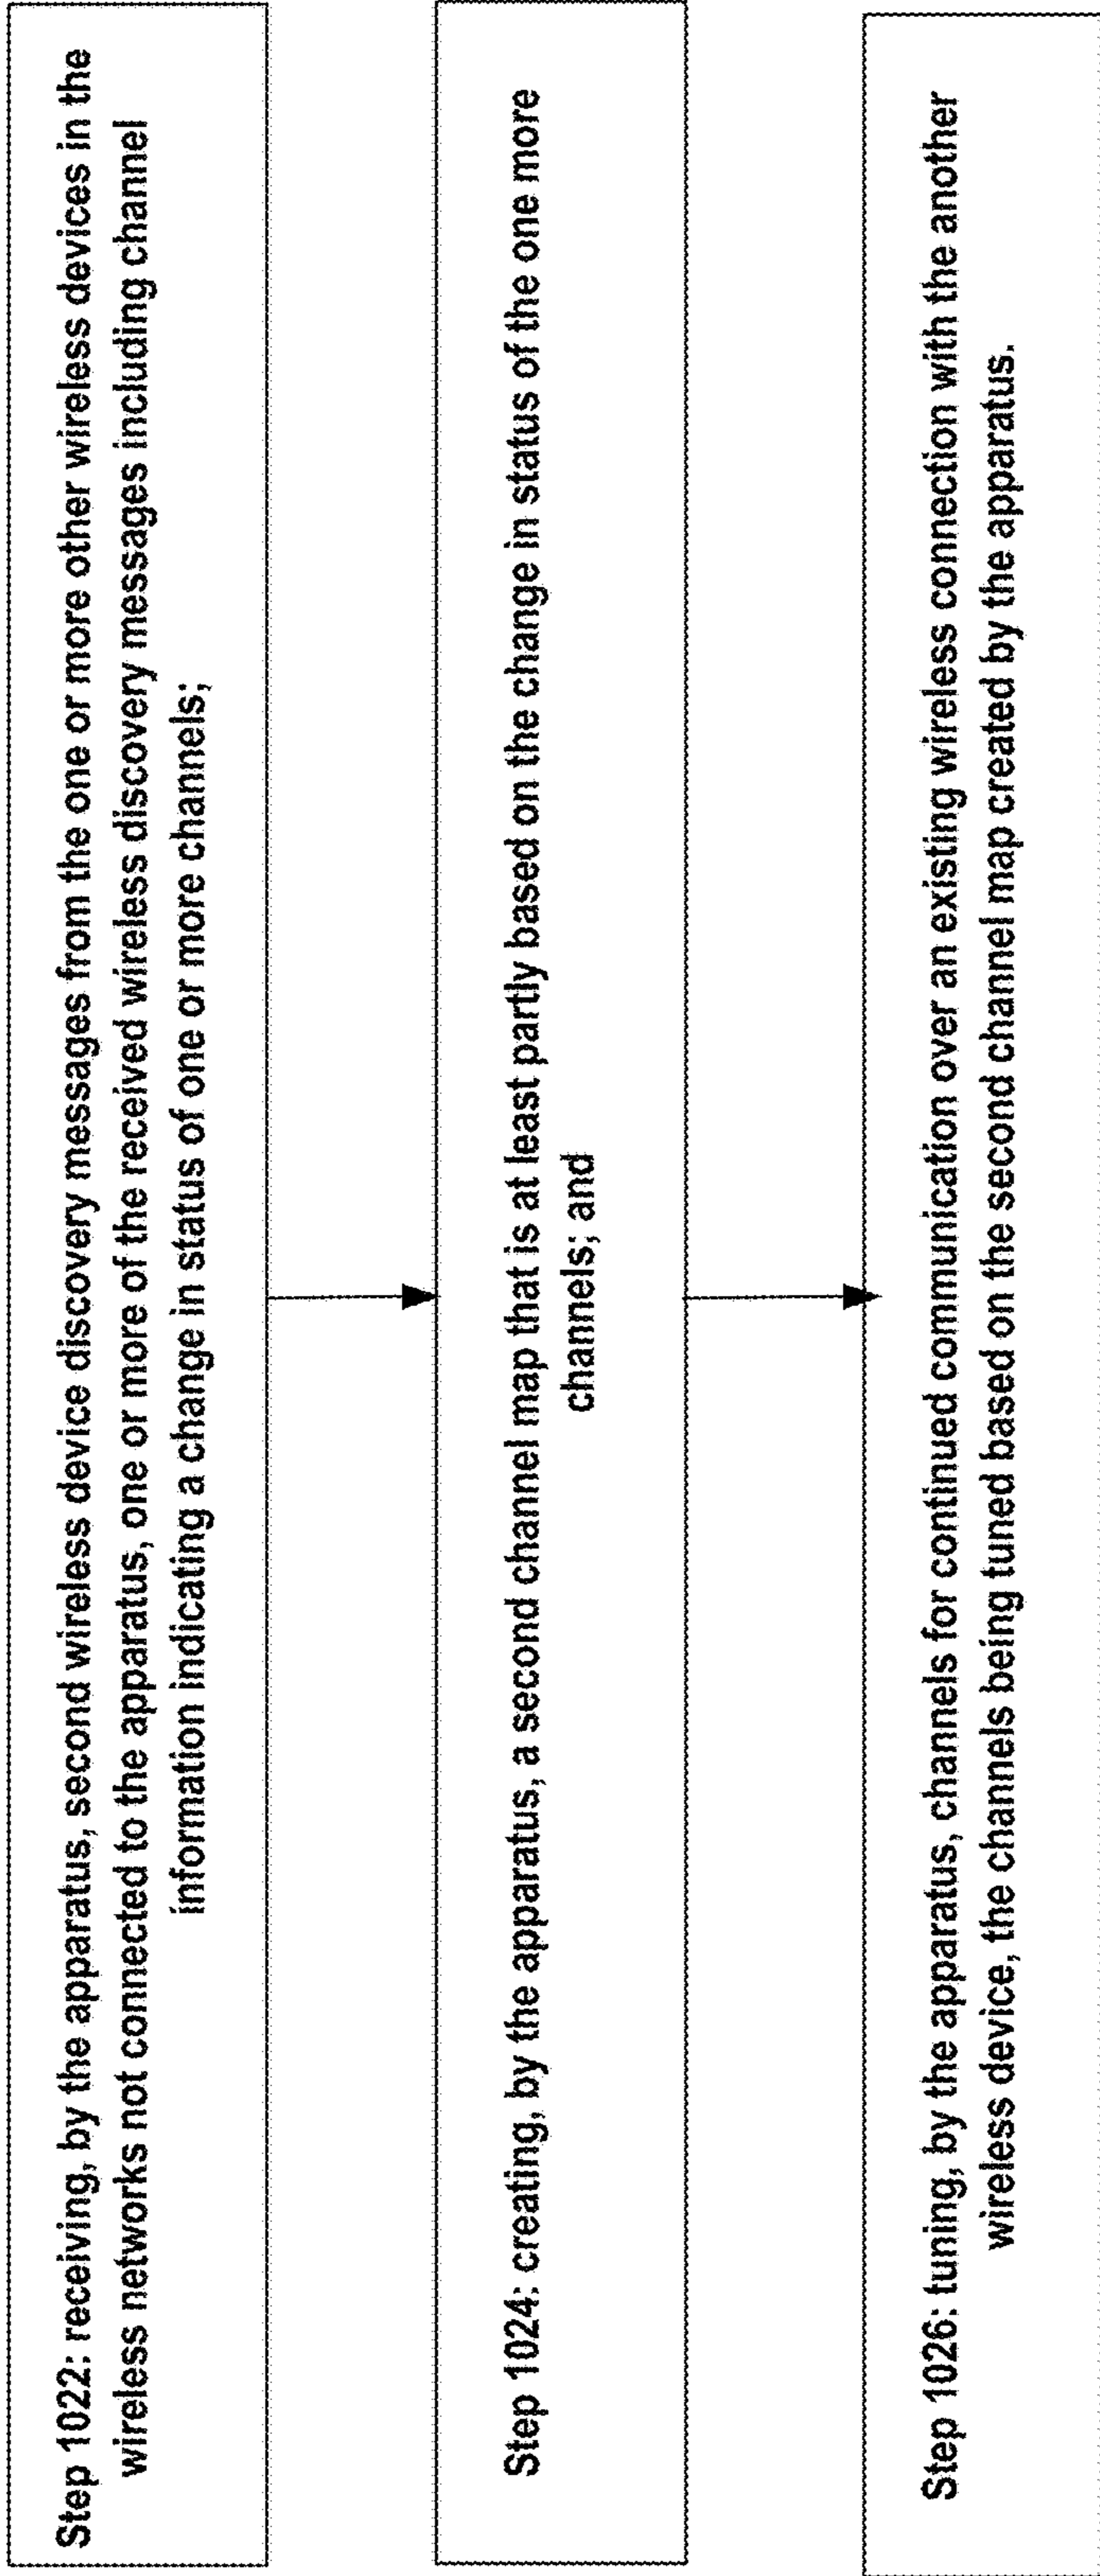 Step 1022: receiving, by the apparatus, second wireless device discovery messages from the one or more other wireless devices in the
wireless networks not connected to the apparatus, one or more of the received wireless discovery messages including channel
information indicating a change in status of one or more channels;
Step 1024: creating, by the apparatus, a second channel map that is at least partly based on the change in status of the one more
channels; and
Step 1026: tuning, by the apparatus, channels for continued communication over an existing wireless connection with the another
wireless device, the channels being tuned based on the second channel map created by the apparatus.